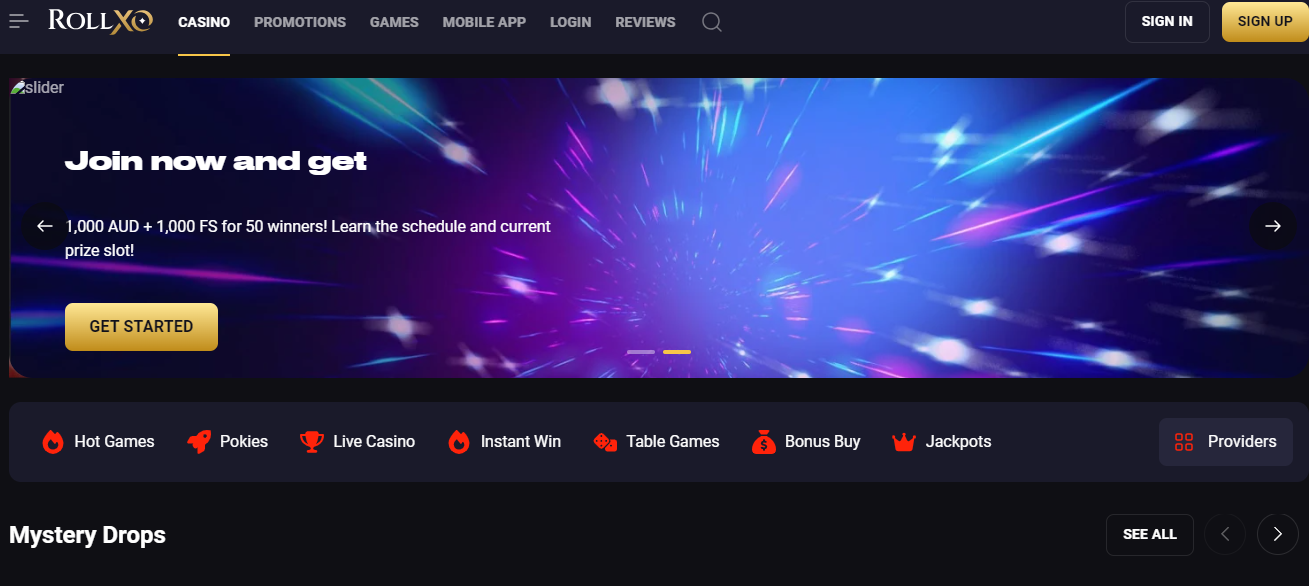 ROLLXO CASINO PROMOTIONS GAMES MOBILE APP LOGIN REVIEWS SIGN IN SIGN UP
slider
Join now and get
1,000 AUD + 1,000 FS for 50 winners! Learn the schedule and current
prize slot!
GET STARTED
Hot Games Pokies Live Casino Instant Win Table Games Bonus Buy Jackpots Providers
Mystery Drops SEE ALL